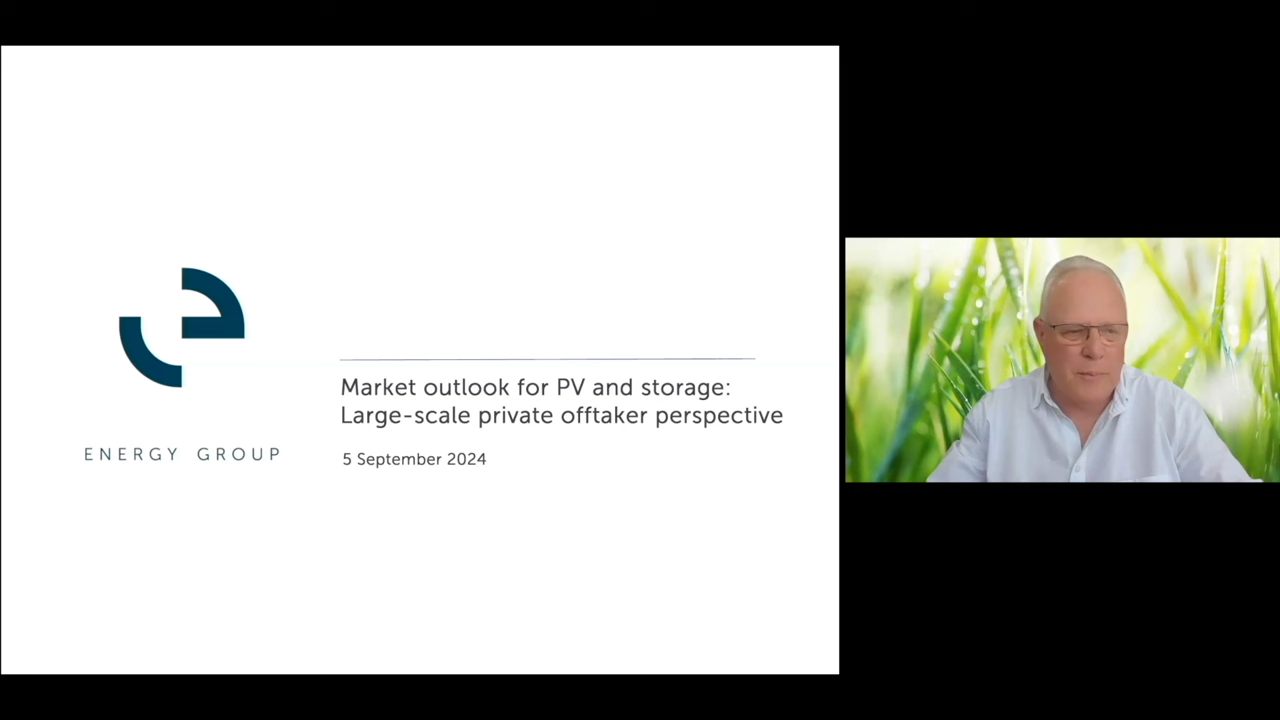 ENERGY GROUP
Market outlook for PV and storage:
Large-scale private offtaker perspective
5 September 2024